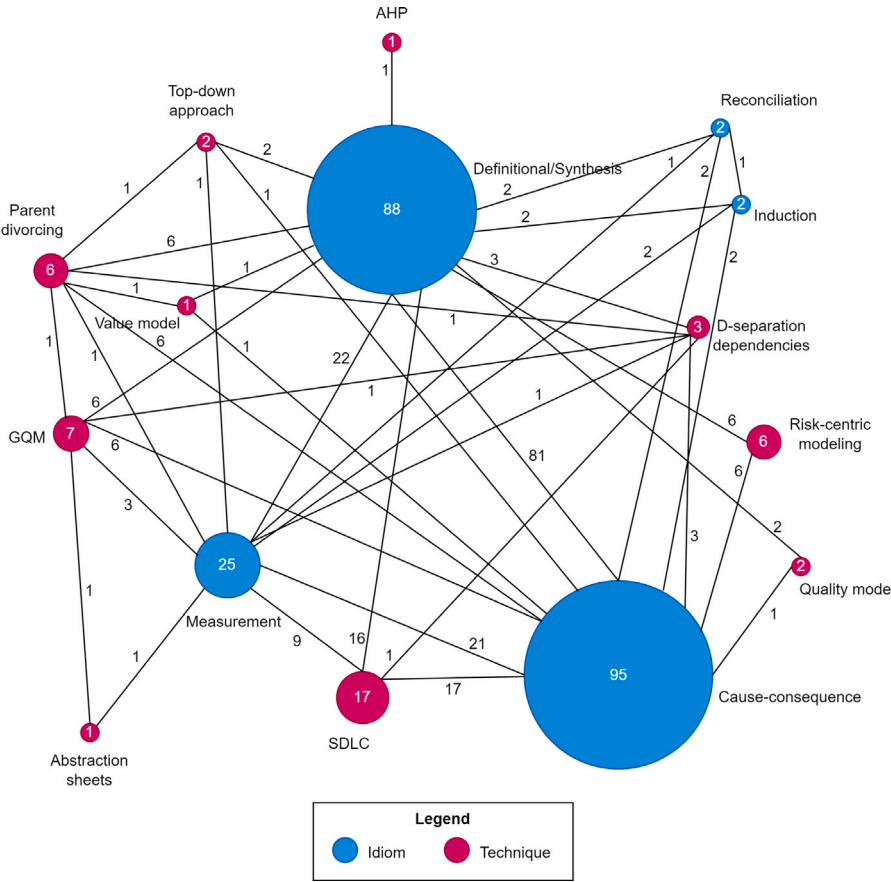 AHP
1
1
Top-down
approach
2
2
1
1
1
Reconciliation
2
1
2
1
Definitional/Synthesis
88
2
2
2
Induction
2
2
Parent
divorcing
6
6
1
1
1
Value model
3
3
D-separation
dependencies
1
1
1
6
1
22
1
1
6
6
Risk-centric
modeling
6
6
GQM
7
6
3
81
2
2
Quality mode
3
1
25
Measurement
1
1
9
16
1
21
17
17
SDLC
95
Cause-consequence
1
Abstraction
sheets
Legend
Idiom
Technique